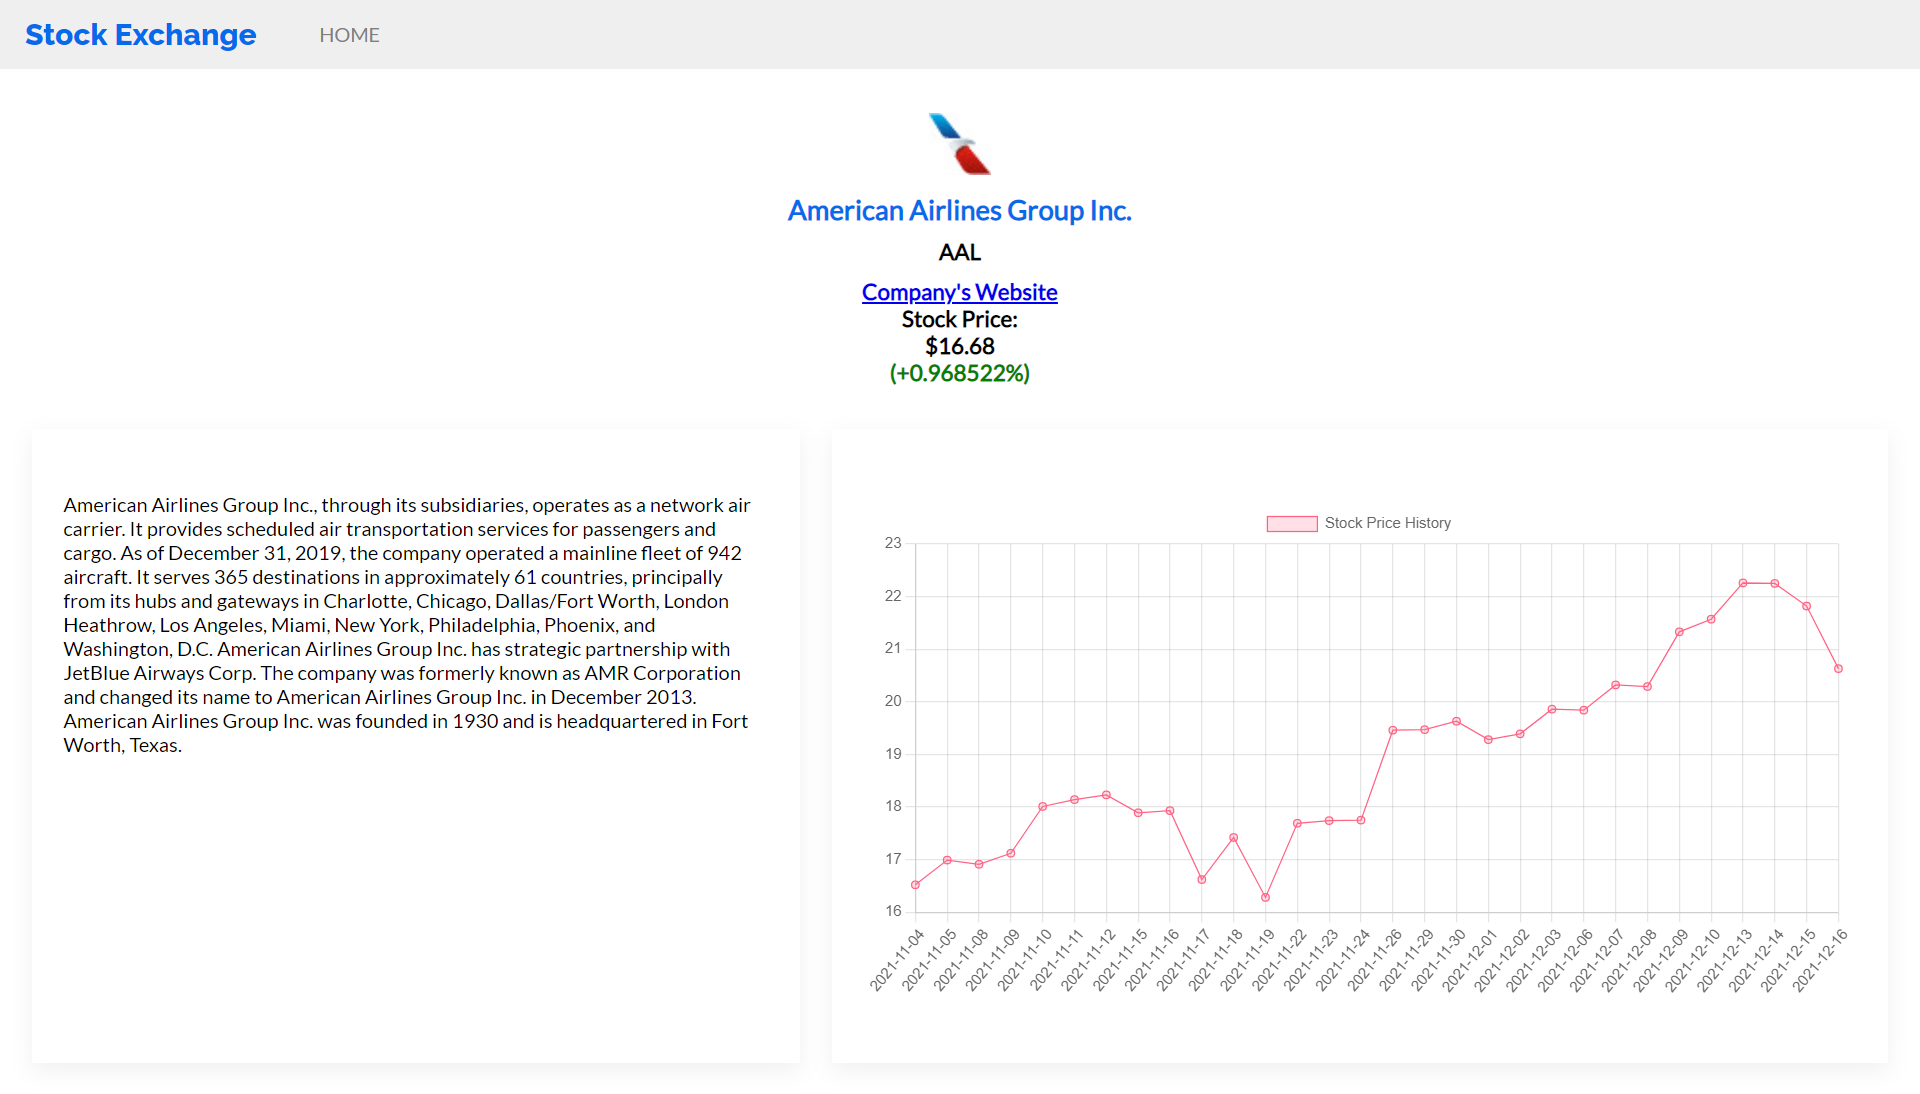 Stock Exchange
HOME
American Airlines Group Inc.
AAL
Company's Website
Stock Price:
$16.68
(+0.968522%)
American Airlines Group Inc., through its subsidiaries, operates as a network air
carrier. It provides scheduled air transportation services for passengers and
cargo. As of December 31, 2019, the company operated a mainline fleet of 942
aircraft. It serves 365 destinations in approximately 61 countries, principally
from its hubs and gateways in Charlotte, Chicago, Dallas/Fort Worth, London
Heathrow, Los Angeles, Miami, New York, Philadelphia, Phoenix, and
Washington, D.C. American Airlines Group Inc. has strategic partnership with
JetBlue Airways Corp. The company was formerly known as AMR Corporation
and changed its name to American Airlines Group Inc. in December 2013.
American Airlines Group Inc. was founded in 1930 and is headquartered in Fort
Worth, Texas.
Stock Price History
23
22
21
20
19
18
17
16
2021-11-04
2021-11-05
2021-11-08
2021-11-09
2021-11-10
2021-11-11
2021-11-12
2021-11-15
2021-11-16
2021-11-17
2021-11-18
2021-11-19
2021-11-22
2021-11-23
2021-11-24
2021-11-26
2021-11-29
2021-11-30
2021-12-01
2021-12-02
2021-12-03
2021-12-06
2021-12-07
2021-12-08
2021-12-09
2021-12-10
2021-12-13
2021-12-14
2021-12-15
2021-12-16